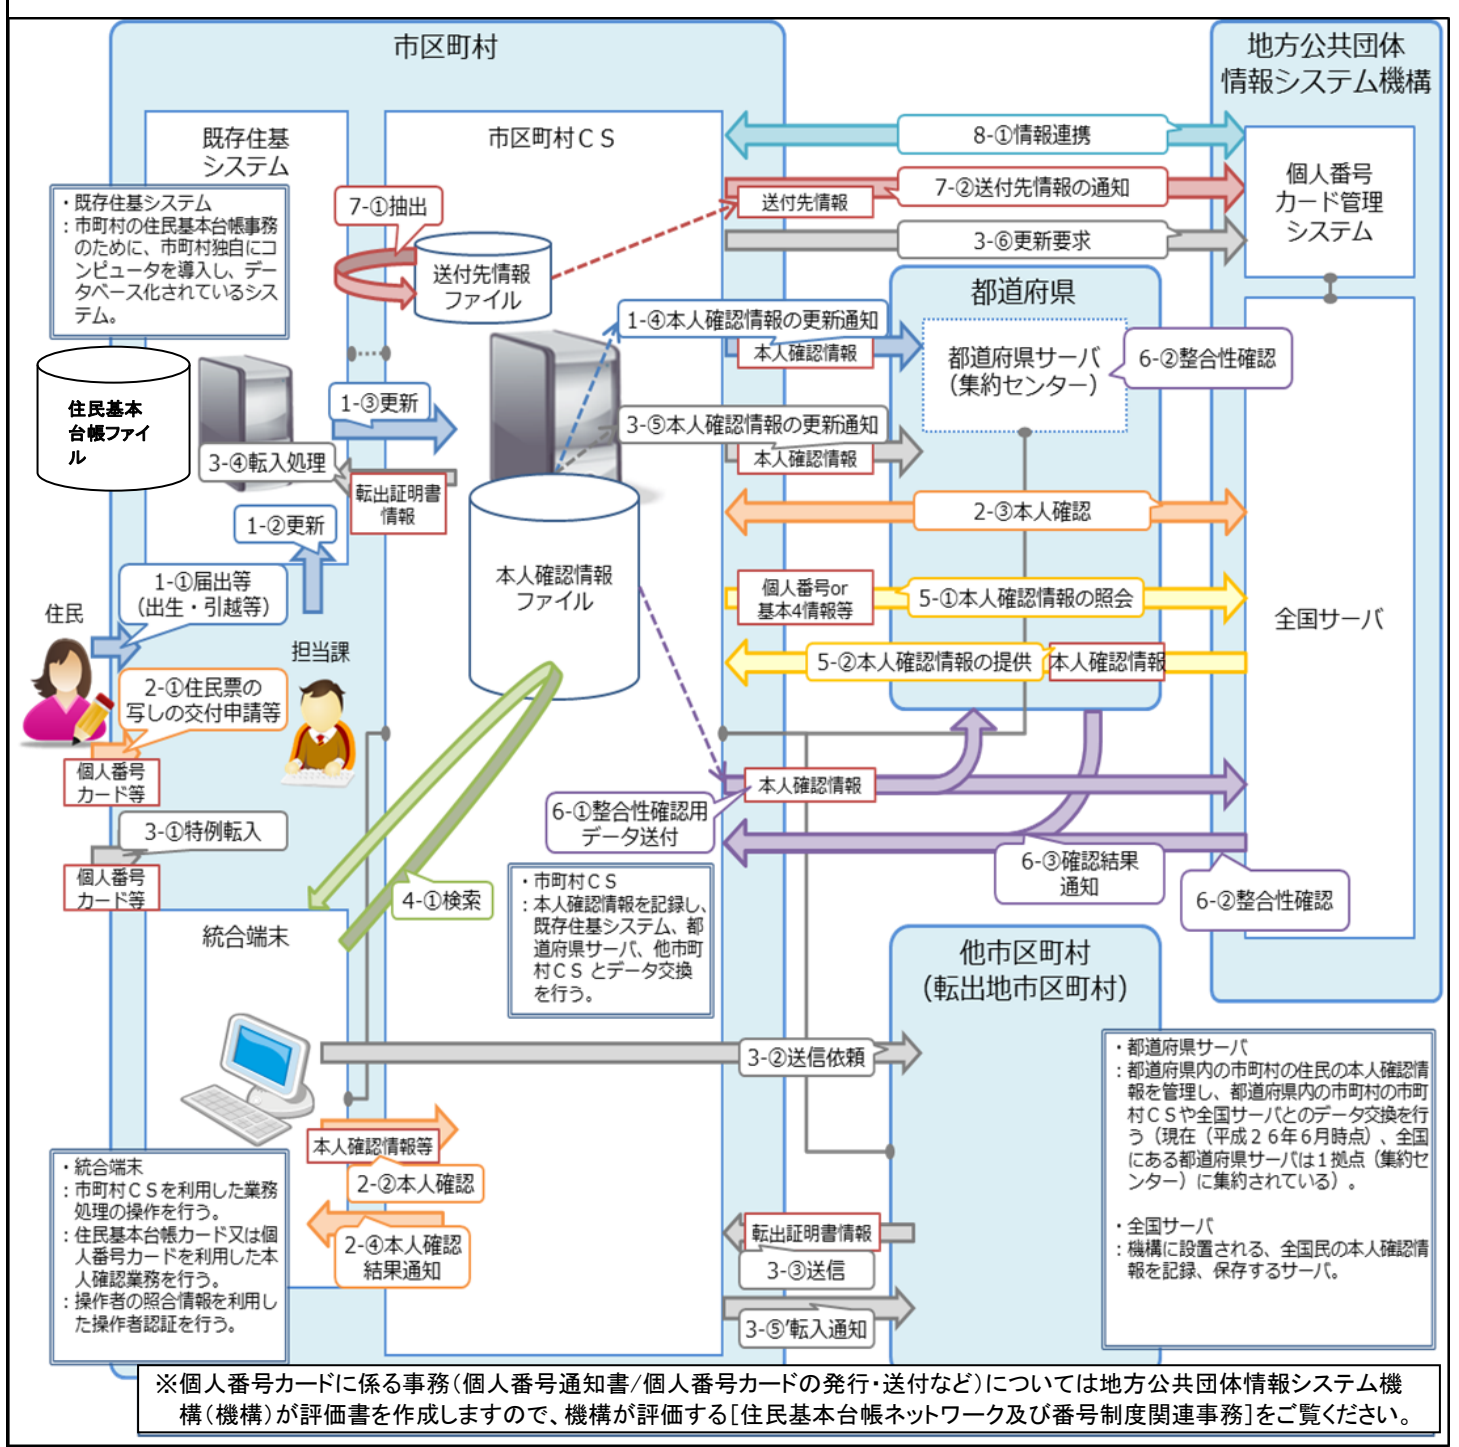 市区町村
地方公共団体
情報システム機構
既存住基
システム
市区町村ＣＳ
8-①情報連携
個人番号
カード管理
システム
7-①抽出
送付先情報
7-②送付先情報の通知
3-⑥更新要求
・既存住基システム
：市町村の住民基本台帳事務
のために、市町村独自にコ
ンピュータを導入し、デー
タベース化されているシス
テム。
送付先情報
ファイル
都道府県
1-④本人確認情報の更新通知
本人確認情報
都道府県サーバ
（集約センター）
6-②整合性確認
住民基本
台帳ファイ
ル
1-③更新
3-⑤本人確認情報の更新通知
本人確認情報
3-④転入処理
転出証明書
情報
1-②更新
2-③本人確認
1-①届出等
（出生・引越等）
本人確認情報
ファイル
個人番号or
基本4情報等
5-①本人確認情報の照会
全国サーバ
住民
担当課
5-②本人確認情報の提供
本人確認情報
2-①住民票の
写しの交付申請等
個人番号
カード等
本人確認情報
6-①整合性確認用
データ送付
3-①特例転入
個人番号
カード等
6-③確認結果
通知
6-②整合性確認
4-①検索
・市町村ＣＳ
：本人確認情報を記録し、
既存住基システム、都
道府県サーバ、他市町
村ＣＳ とデータ交換
を行う。
統合端末
他市区町村
（転出地市区町村）
3-②送信依頼
・都道府県サーバ
：都道府県内の市町村の住民の本人確認情
報を管理し、都道府県内の市町村の市町
村ＣＳや全国サーバとのデータ交換を行
う（現在（平成２６年６月時点）、全国
にある都道府県サーバは１拠点（集約セ
ンター）に集約されている）。
・全国サーバ
：機構に設置される、全国民の本人確認情
報を記録、保存するサーバ。
本人確認情報等
2-②本人確認
・統合端末
：市町村ＣＳを利用した業務
処理の操作を行う。
：住民基本台帳カード又は個
人番号カードを利用した本
人確認業務を行う。
：操作者の照合情報を利用し
た操作者認証を行う。
2-④本人確認
結果通知
転出証明書情報
3-③送信
3-⑤’転入通知
※個人番号カードに係る事務（個人番号通知書/個人番号カードの発行・送付など）については地方公共団体情報システム機
構（機構）が評価書を作成しますので、機構が評価する［住民基本台帳ネットワーク及び番号制度関連事務］をご覧ください。